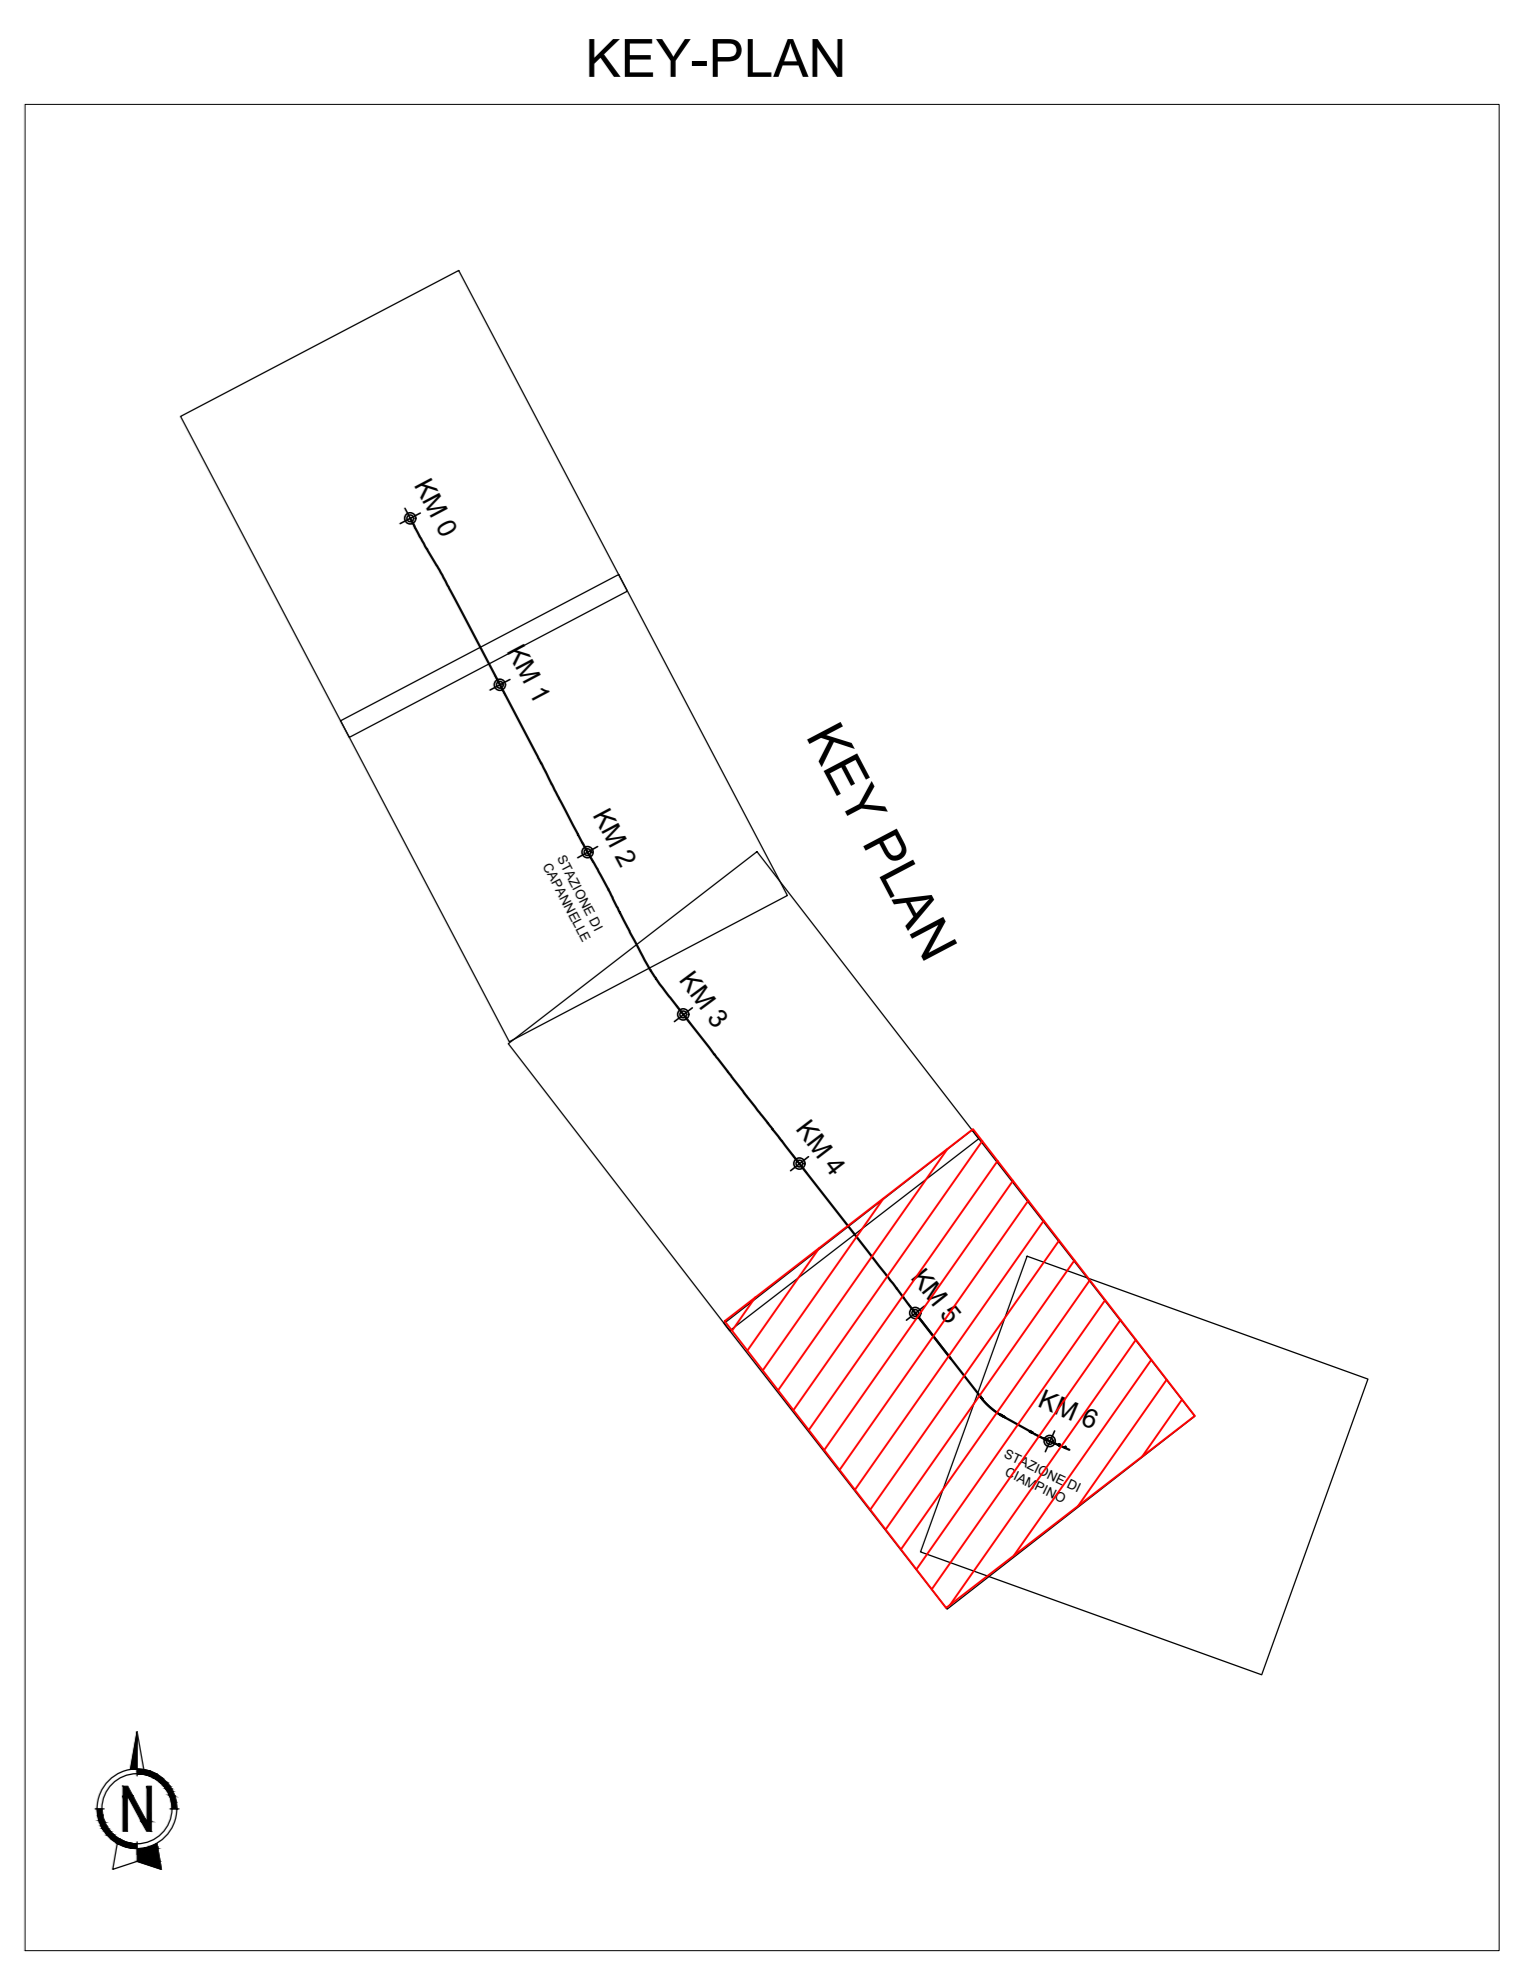 KEY-PLAN
KM 0
KM 1
KEY PLAN
KM 2
STAZIONE DI
CAPANNELLE
KM 3
KM 4
KM 5
KM 6
STAZIONE DI
CIAMPINO
N